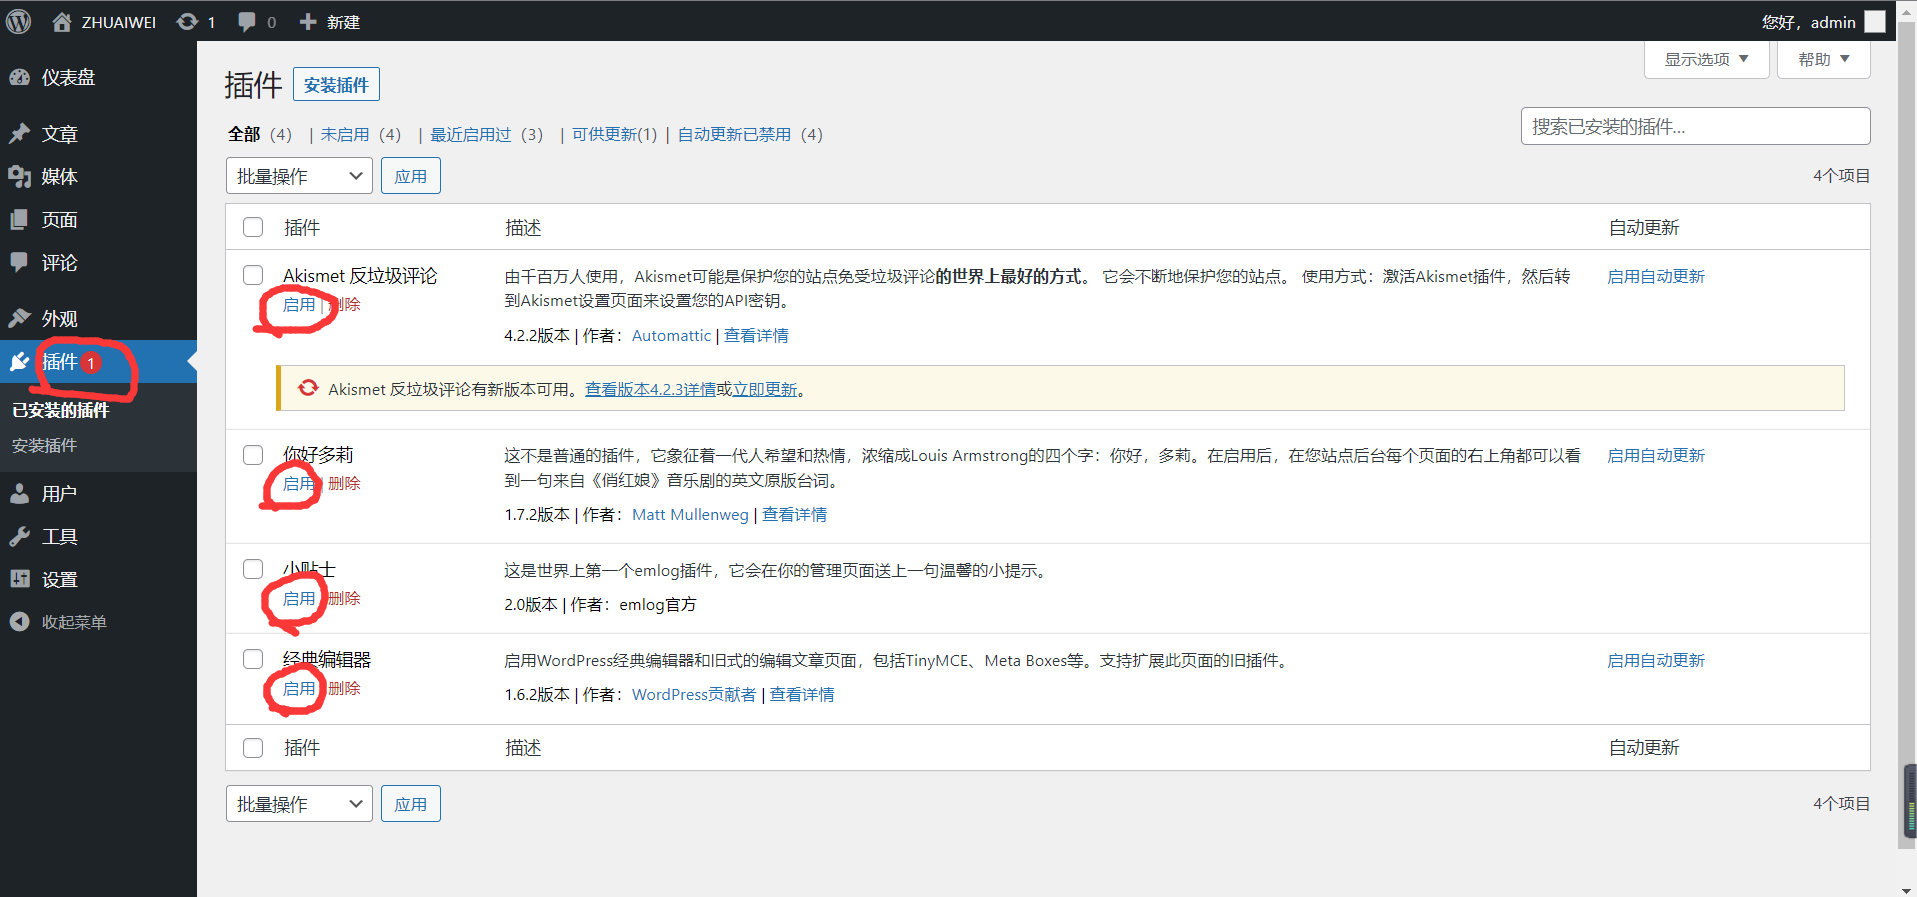 ZHUAIWEI 1 0 新建 您好，admin
仪表盘
文章
媒体
页面
评论
外观
插件 1
已安装的插件
安装插件
用户
工具
设置
收起菜单
显示选项 帮助
插件 安装插件
全部（4） | 未启用（4） | 最近启用过（3） | 可供更新(1) | 自动更新已禁用（4）
搜索已安装的插件...
批量操作 应用 4个项目
插件 描述 自动更新
Akismet 反垃圾评论
启用 | 删除
由千百万人使用，Akismet可能是保护您的站点免受垃圾评论的世界上最好的方式。 它会不断地保护您的站点。 使用方式：激活Akismet插件，然后转
到Akismet设置页面来设置您的API密钥。
4.2.2版本 | 作者：Automattic | 查看详情
启用自动更新
Akismet 反垃圾评论有新版本可用。查看版本4.2.3详情或立即更新。
你好多莉
启用 | 删除
这不是普通的插件，它象征着一代人希望和热情，浓缩成Louis Armstrong的四个字：你好，多莉。在启用后，在您站点后台每个页面的右上角都可以看
到一句来自《俏红娘》音乐剧的英文原版台词。
1.7.2版本 | 作者：Matt Mullenweg | 查看详情
启用自动更新
小贴士
启用 | 删除
这是世界上第一个emlog插件，它会在你的管理页面送上一句温馨的小提示。
2.0版本 | 作者：emlog官方
经典编辑器
启用 | 删除
启用WordPress经典编辑器和旧式的编辑文章页面，包括TinyMCE、Meta Boxes等。支持扩展此页面的旧插件。
1.6.2版本 | 作者：WordPress贡献者 | 查看详情
启用自动更新
插件 描述 自动更新
批量操作 应用 4个项目